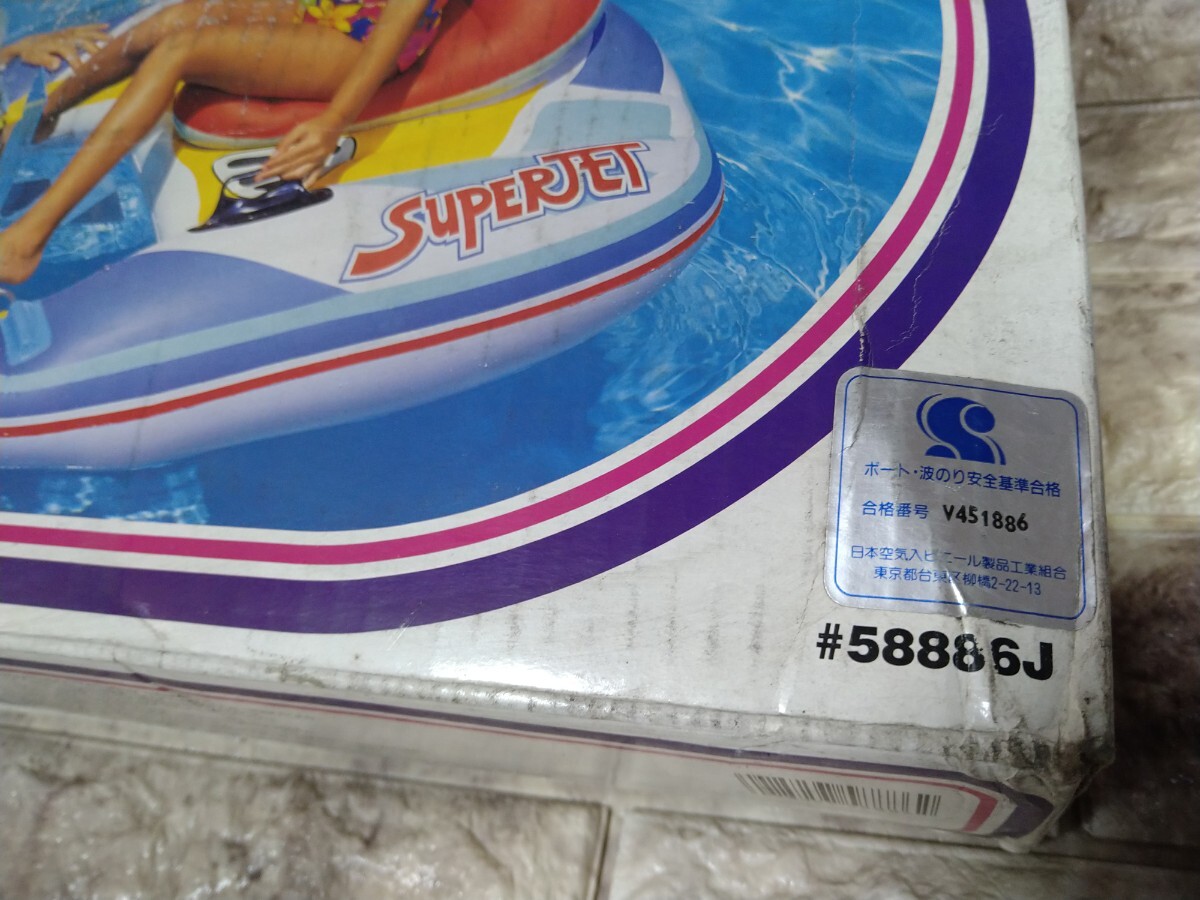 SUPERJET
ボート・波のり安全基準合格
合格番号 V451886
日本空気入ビニール製品工業組合
東京都台東区柳橋2-22-13
#58886J